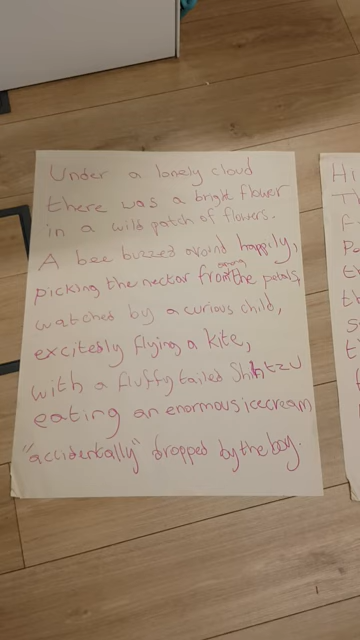 Under a lonely cloud
there was a bright flower
in a wild patch of flowers.
A bee buzzed around happily,
picking the nectar from the petals,
watched by a curious child,
excitedly flying a kite,
with a fluffy tailed Shihtzu
eating an enormous icecream
"accidentally" dropped by the boy.
Hi